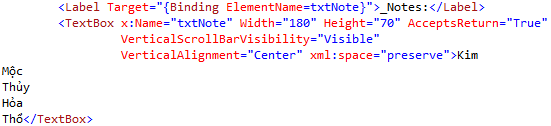 <Label Target="{Binding ElementName=txtNote}">_Notes:</Label>
<TextBox x:Name="txtNote" Width="180" Height="70" AcceptsReturn="True"
VerticalScrollBarVisibility="Visible"
VerticalAlignment="Center" xml:space="preserve">Kim
Mộc
Thủy
Hỏa
Thổ</TextBox>